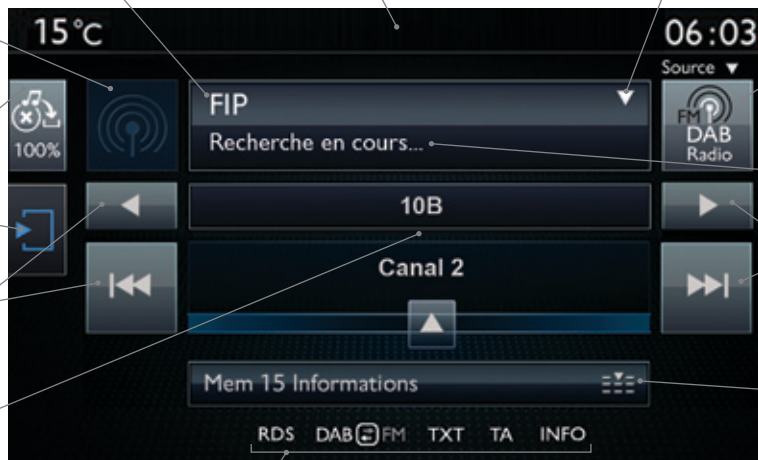 15°C
06:03
Source ▼
FIP
Recherche en cours...
FM
DAB
Radio
100%
10B
Canal 2
Mem 15 Informations
RDS DAB FM TXT TA INFO